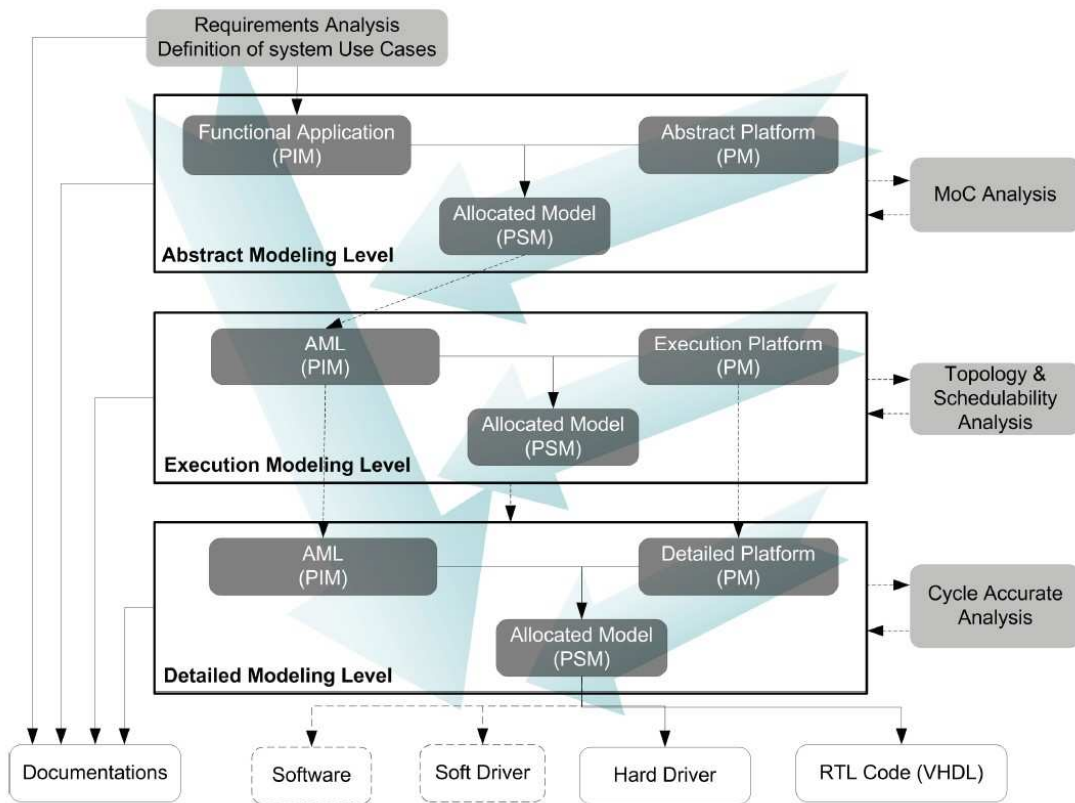 Requirements Analysis
Definition of system Use Cases
Functional Application
(PIM)
Abstract Platform
(PM)
Allocated Model
(PSM)
Abstract Modeling Level
MoC Analysis
AML
(PIM)
Execution Platform
(PM)
Allocated Model
(PSM)
Execution Modeling Level
Topology &
Schedulability
Analysis
AML
(PIM)
Detailed Platform
(PM)
Allocated Model
(PSM)
Detailed Modeling Level
Cycle Accurate
Analysis
Documentations
Software
Soft Driver
Hard Driver
RTL Code (VHDL)